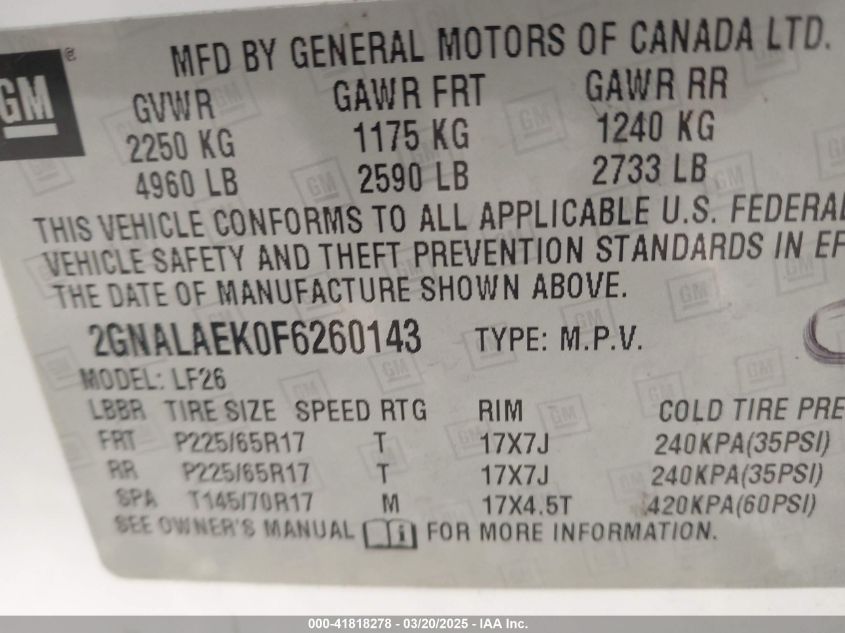 GM ®
MFD BY GENERAL MOTORS OF CANADA LTD.
GVWR GAWR FRT GAWR RR
2250 KG 1175 KG 1240 KG
4960 LB 2590 LB 2733 LB
THIS VEHICLE CONFORMS TO ALL APPLICABLE U.S. FEDERAL
VEHICLE SAFETY AND THEFT PREVENTION STANDARDS IN EF
THE DATE OF MANUFACTURE SHOWN ABOVE.
2GNALAEK0F6260143 TYPE: M.P.V.
MODEL: LF26
LBBR TIRE SIZE SPEED RTG RIM COLD TIRE PRE
FRT P225/65R17 T 17X7J 240KPA(35PSI)
RR P225/65R17 T 17X7J 240KPA(35PSI)
SPA T145/70R17 M 17X4.5T 420KPA(60PSI)
SEE OWNER'S MANUAL i FOR MORE INFORMATION.
000-41818278 - 03/20/2025 - IAA Inc.